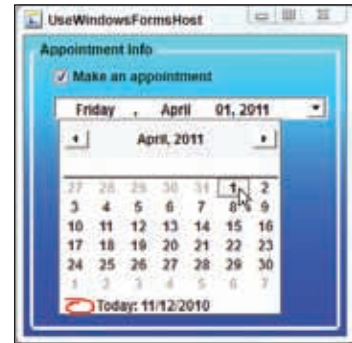 UseWindowsFormsHost
Appointment Info
Make an appointment
Friday , April 01, 2011
April, 2011
27 28 29 30 31 1 2
3 4 5 6 7 8 9
10 11 12 13 14 15 16
17 18 19 20 21 22 23
24 25 26 27 28 29 30
1 2 3 4 5 6 7
Today: 11/12/2010